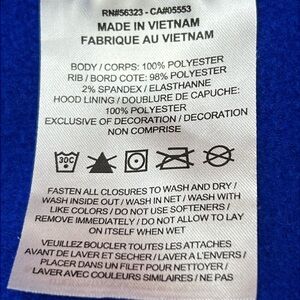 RN#56323 - CA#05553
MADE IN VIETNAM
FABRIQUE AU VIETNAM
BODY / CORPS: 100% POLYESTER
RIB / BORD COTE: 98% POLYESTER
2% SPANDEX / ELASTHANNE
HOOD LINING / DOUBLURE DE CAPUCHE:
100% POLYESTER
EXCLUSIVE OF DECORATION / DECORATION
NON COMPRISE
30C
FASTEN ALL CLOSURES TO WASH AND DRY /
WASH INSIDE OUT / WASH IN NET / WASH WITH
LIKE COLORS / DO NOT USE SOFTENERS /
REMOVE IMMEDIATELY / DO NOT ALLOW TO LAY
ON ITSELF WHEN WET
VEUILLEZ BOUCLER TOUTES LES ATTACHES
AVANT DE LAVER ET SECHER / LAVER A L'ENVERS /
PLACER DANS UN FILET POUR NETTOYER /
LAVER AVEC COULEURS SIMILAIRES / NE PAS